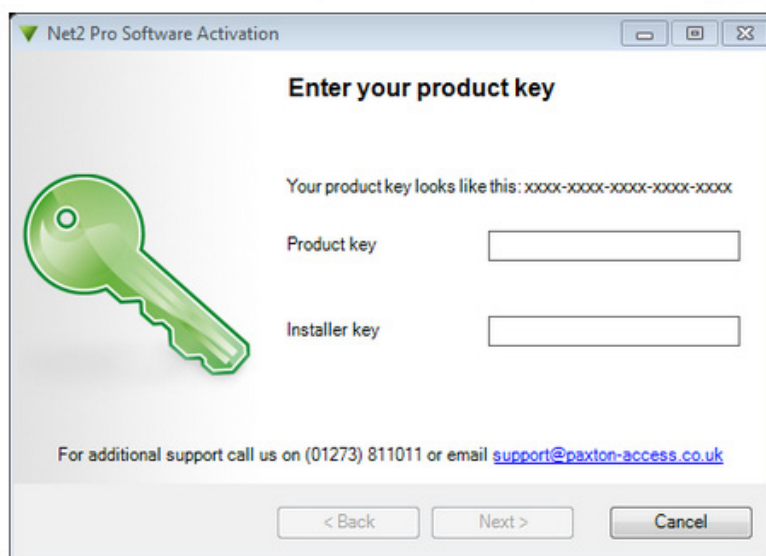 Net2 Pro Software Activation
Enter your product key
Your product key looks like this: xxxx-xxxx-xxxx-xxxx-xxxx
Product key
Installer key
For additional support call us on (01273) 811011 or email support@paxton-access.co.uk
< Back Next > Cancel